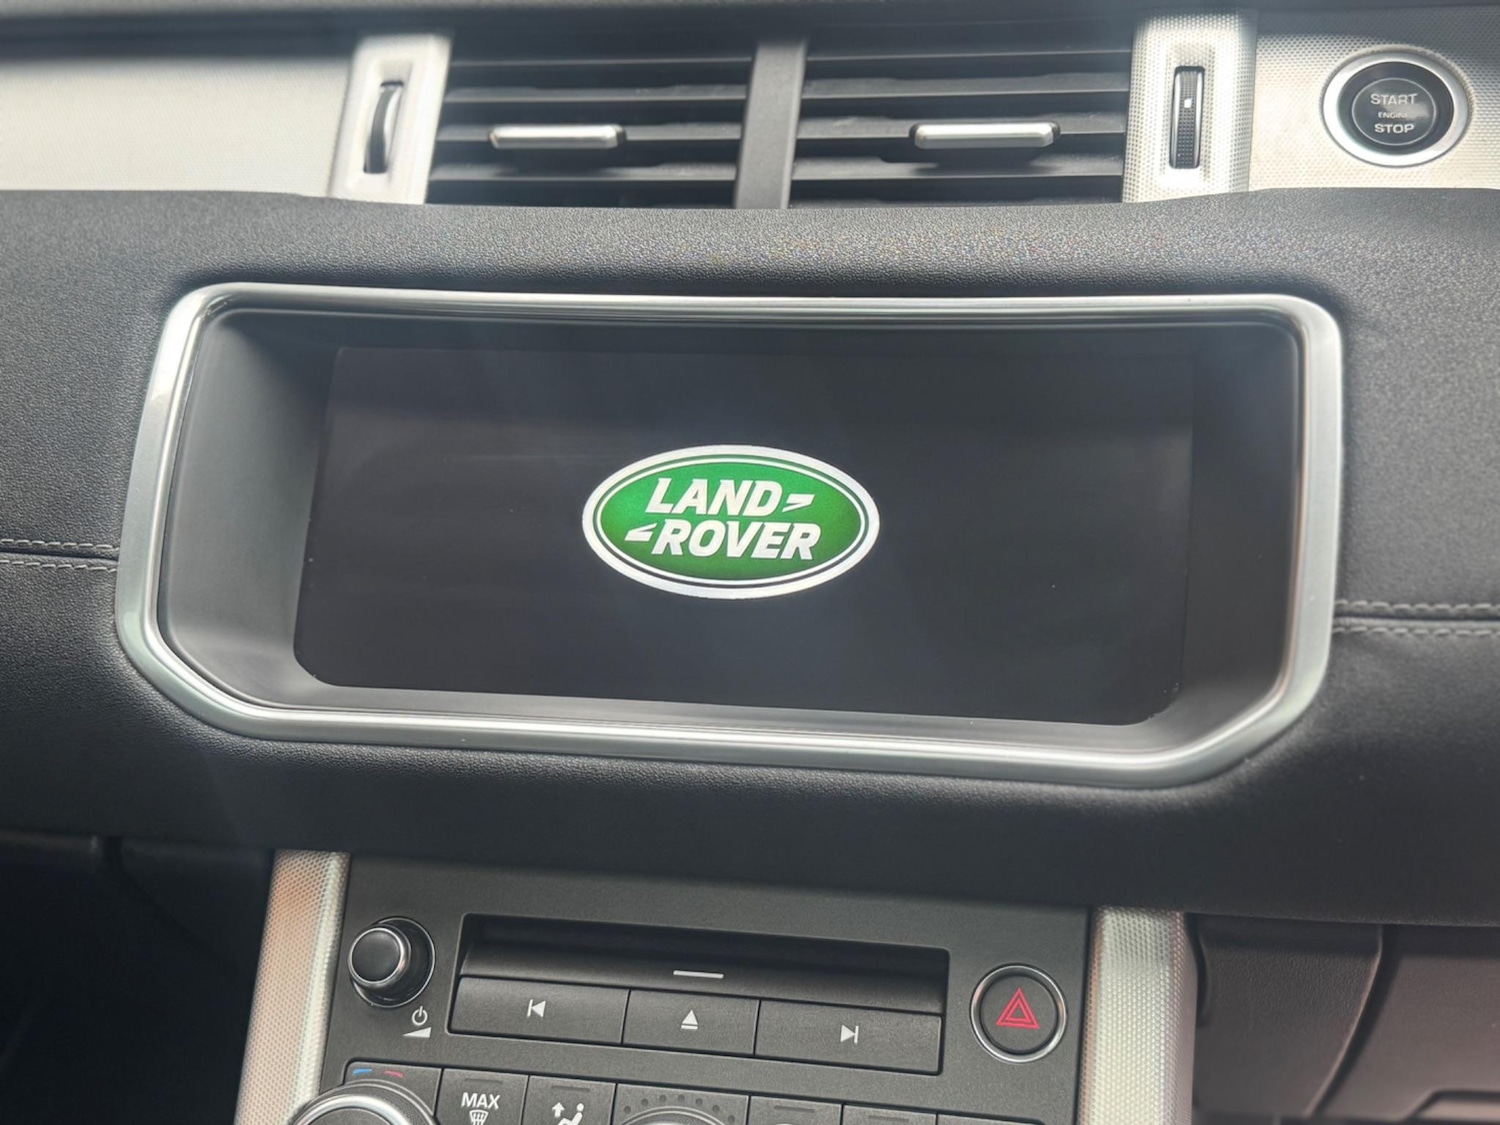 START
ENGINE
STOP
LAND
ROVER
MAX